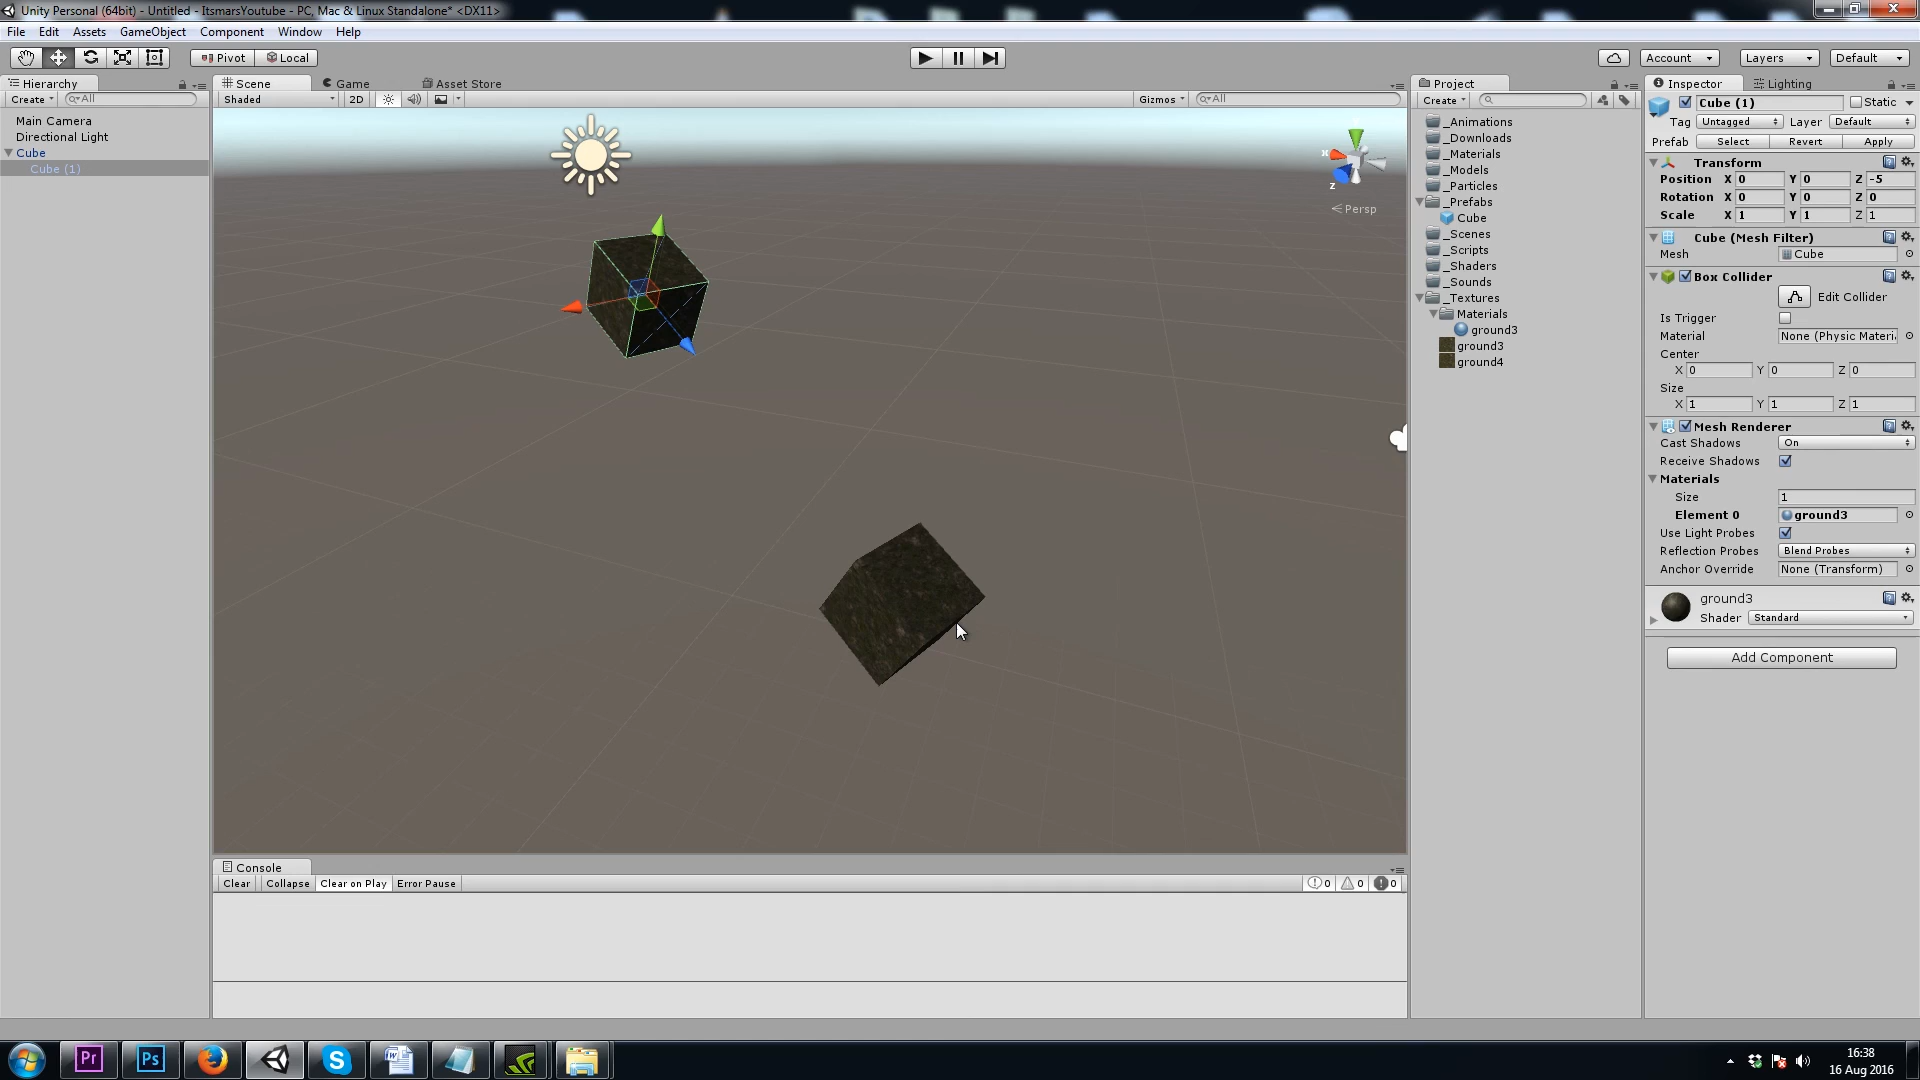 Unity Personal (64bit) - Untitled - ItsmarsYoutube - PC, Mac & Linux Standalone* <DX11>
File Edit Assets GameObject Component Window Help
Pivot Local Account Layers Default
Hierarchy
Create All
Main Camera
Directional Light
Cube
Cube (1)
Scene Game Asset Store
Shaded 2D Gizmos All
y
x
z
Persp
Console
Clear Collapse Clear on Play Error Pause 0 0 0
Project
Create
_Animations
_Downloads
_Materials
_Models
_Particles
_Prefabs
Cube
_Scenes
_Scripts
_Shaders
_Sounds
_Textures
Materials
ground3
ground3
ground4
Inspector Lighting
Cube (1) Static
Tag Untagged Layer Default
Prefab Select Revert Apply
Transform
Position X 0 Y 0 Z -5
Rotation X 0 Y 0 Z 0
Scale X 1 Y 1 Z 1
Cube (Mesh Filter)
Mesh Cube
Box Collider
Edit Collider
Is Trigger
Material None (Physic Materi
Center
X 0 Y 0 Z 0
Size
X 1 Y 1 Z 1
Mesh Renderer
Cast Shadows On
Receive Shadows
Materials
Size 1
Element 0 ground3
Use Light Probes
Reflection Probes Blend Probes
Anchor Override None (Transform)
ground3
Shader Standard
Add Component
Pr Ps S W
16:38
16 Aug 2016